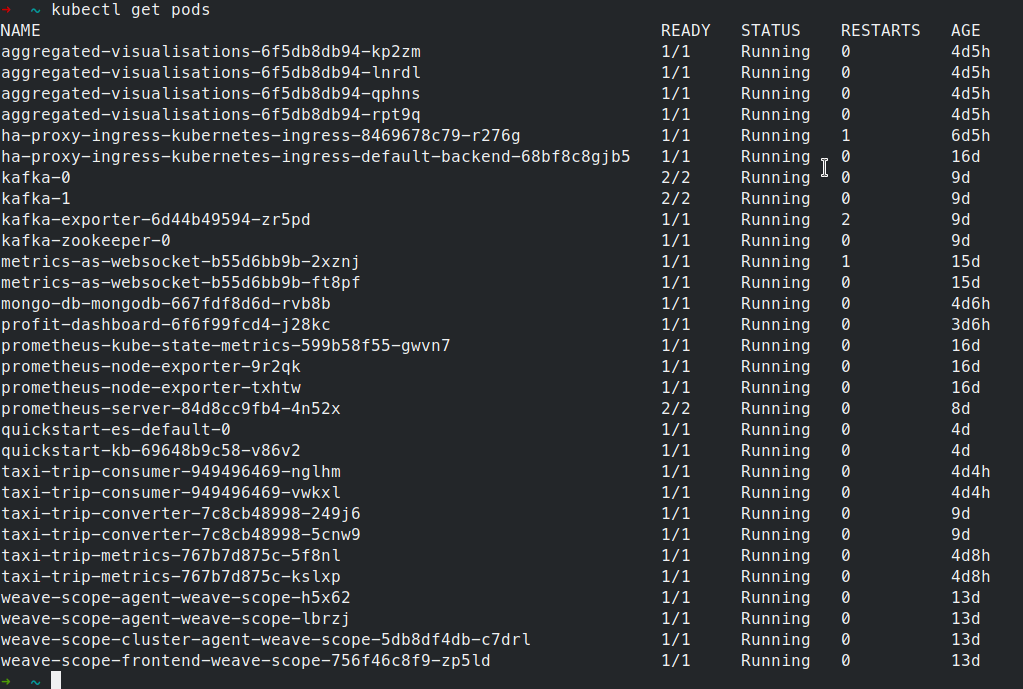 ➜ ~ kubectl get pods
NAME READY STATUS RESTARTS AGE
aggregated-visualisations-6f5db8db94-kp2zm 1/1 Running 0 4d5h
aggregated-visualisations-6f5db8db94-lnrdl 1/1 Running 0 4d5h
aggregated-visualisations-6f5db8db94-qphns 1/1 Running 0 4d5h
aggregated-visualisations-6f5db8db94-rpt9q 1/1 Running 0 4d5h
ha-proxy-ingress-kubernetes-ingress-8469678c79-r276g 1/1 Running 1 6d5h
ha-proxy-ingress-kubernetes-ingress-default-backend-68bf8c8gjb5 1/1 Running 0 16d
kafka-0 2/2 Running 0 9d
kafka-1 2/2 Running 0 9d
kafka-exporter-6d44b49594-zr5pd 1/1 Running 2 9d
kafka-zookeeper-0 1/1 Running 0 9d
metrics-as-websocket-b55d6bb9b-2xznj 1/1 Running 1 15d
metrics-as-websocket-b55d6bb9b-ft8pf 1/1 Running 0 15d
mongo-db-mongodb-667fdf8d6d-rvb8b 1/1 Running 0 4d6h
profit-dashboard-6f6f99fcd4-j28kc 1/1 Running 0 3d6h
prometheus-kube-state-metrics-599b58f55-gwvn7 1/1 Running 0 16d
prometheus-node-exporter-9r2qk 1/1 Running 0 16d
prometheus-node-exporter-txhtw 1/1 Running 0 16d
prometheus-server-84d8cc9fb4-4n52x 2/2 Running 0 8d
quickstart-es-default-0 1/1 Running 0 4d
quickstart-kb-69648b9c58-v86v2 1/1 Running 0 4d
taxi-trip-consumer-949496469-nglhm 1/1 Running 0 4d4h
taxi-trip-consumer-949496469-vwkxl 1/1 Running 0 4d4h
taxi-trip-converter-7c8cb48998-249j6 1/1 Running 0 9d
taxi-trip-converter-7c8cb48998-5cnw9 1/1 Running 0 9d
taxi-trip-metrics-767b7d875c-5f8nl 1/1 Running 0 4d8h
taxi-trip-metrics-767b7d875c-kslxp 1/1 Running 0 4d8h
weave-scope-agent-weave-scope-h5x62 1/1 Running 0 13d
weave-scope-agent-weave-scope-lbrzj 1/1 Running 0 13d
weave-scope-cluster-agent-weave-scope-5db8df4db-c7drl 1/1 Running 0 13d
weave-scope-frontend-weave-scope-756f46c8f9-zp5ld 1/1 Running 0 13d
➜ ~